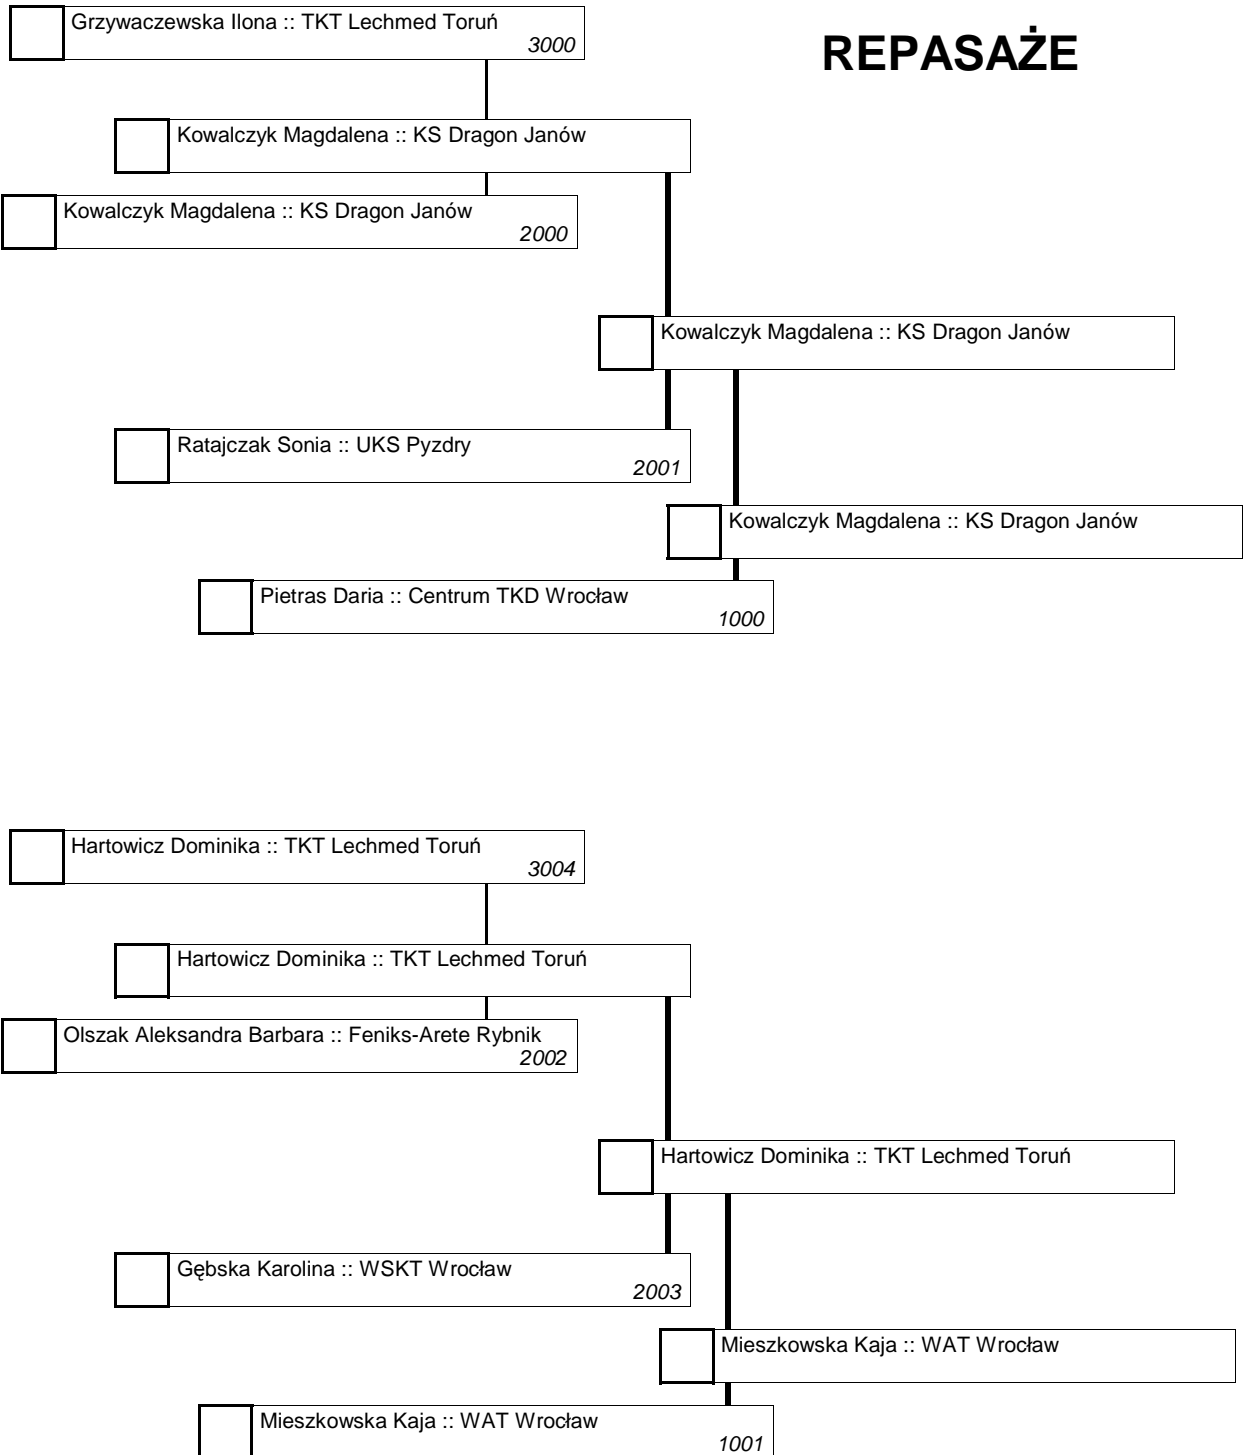 Grzywaczewska Ilona :: TKT Lechmed Toruń
3000
REPASAŻE
Kowalczyk Magdalena :: KS Dragon Janów
Kowalczyk Magdalena :: KS Dragon Janów
2000
Kowalczyk Magdalena :: KS Dragon Janów
Ratajczak Sonia :: UKS Pyzdry
2001
Kowalczyk Magdalena :: KS Dragon Janów
Pietras Daria :: Centrum TKD Wrocław
1000
Hartowicz Dominika :: TKT Lechmed Toruń
3004
Hartowicz Dominika :: TKT Lechmed Toruń
Olszak Aleksandra Barbara :: Feniks-Arete Rybnik
2002
Hartowicz Dominika :: TKT Lechmed Toruń
Gębska Karolina :: WSKT Wrocław
2003
Mieszkowska Kaja :: WAT Wrocław
Mieszkowska Kaja :: WAT Wrocław
1001